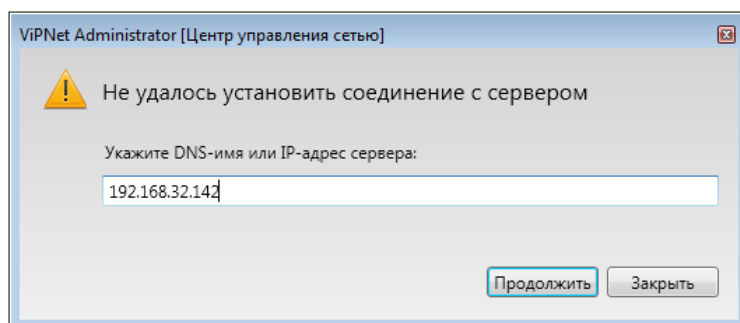 ViPNet Administrator [Центр управления сетью]
Не удалось установить соединение с сервером
Укажите DNS-имя или IP-адрес сервера:
192.168.32.142
Продолжить Закрыть